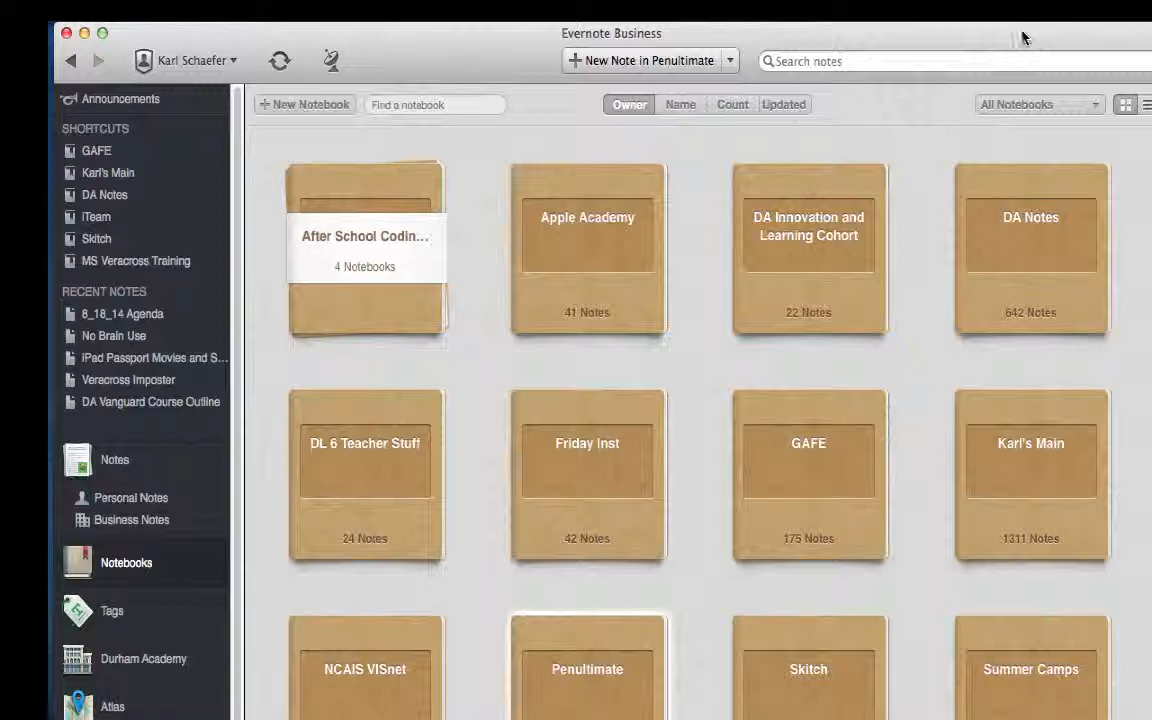 Evernote Business
Karl Schaefer
New Note in Penultimate
Search notes
Announcements
SHORTCUTS
GAFE
Karl's Main
DA Notes
iTeam
Skitch
MS Veracross Training
RECENT NOTES
8_18_14 Agenda
No Brain Use
iPad Passport Movies and S...
Veracross Imposter
DA Vanguard Course Outline
Notes
Personal Notes
Business Notes
Notebooks
Tags
Durham Academy
Atlas
+ New Notebook
Find a notebook
Owner Name Count Updated
All Notebooks
After School Codin...
4 Notebooks
Apple Academy
41 Notes
DA Innovation and
Learning Cohort
22 Notes
DA Notes
642 Notes
DL 6 Teacher Stuff
24 Notes
Friday Inst
42 Notes
GAFE
175 Notes
Karl's Main
1311 Notes
NCAIS VISnet
Penultimate
Skitch
Summer Camps